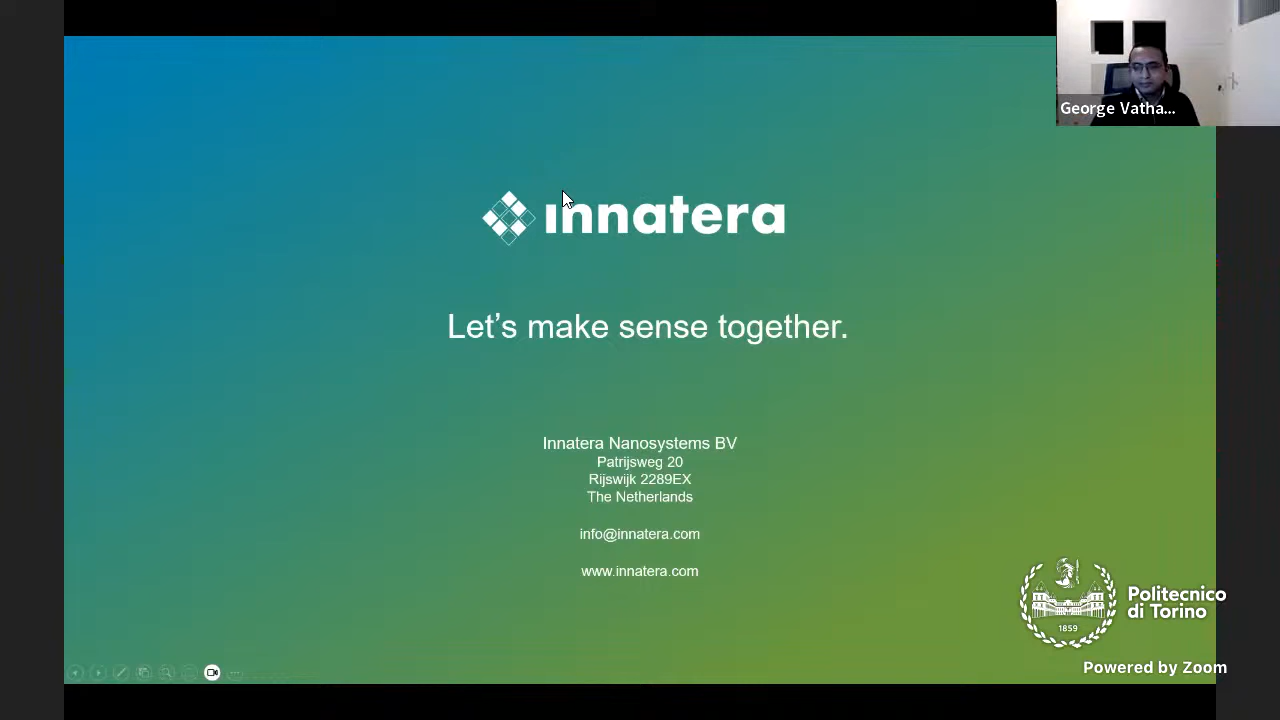 George Vatha...
ınnatera
Let's make sense together.
Innatera Nanosystems BV
Patrijsweg 20
Rijswijk 2289EX
The Netherlands
info@innatera.com
www.innatera.com
Politecnico
di Torino
1859
Powered by Zoom